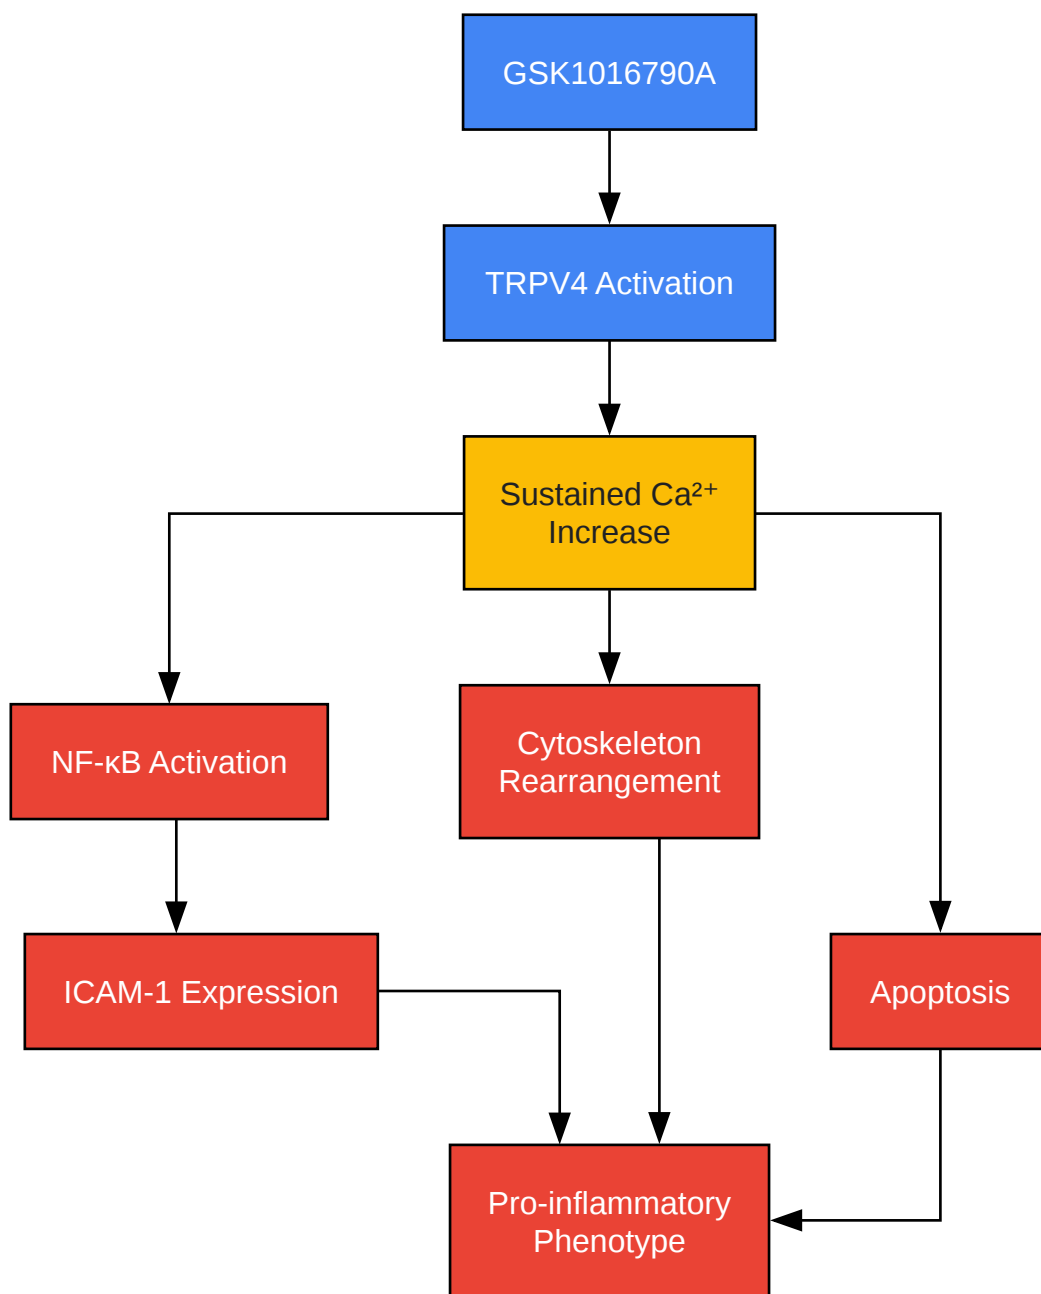 GSK1016790A
TRPV4 Activation
Sustained Ca²⁺
Increase
NF-κB Activation
Cytoskeleton
Rearrangement
ICAM-1 Expression
Apoptosis
Pro-inflammatory
Phenotype